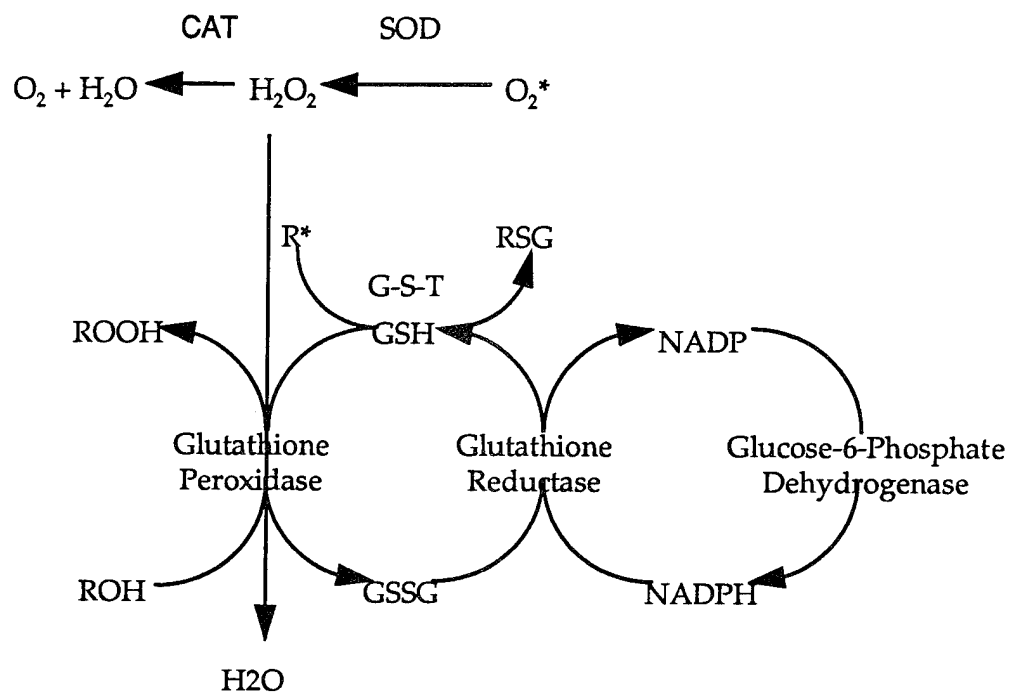 CAT SOD
O₂ + H₂O H₂O₂ O₂*
R* RSG
G-S-T
ROOH GSH NADP
Glutathione Glutathione Glucose-6-Phosphate
Peroxidase Reductase Dehydrogenase
ROH GSSG NADPH
H2O